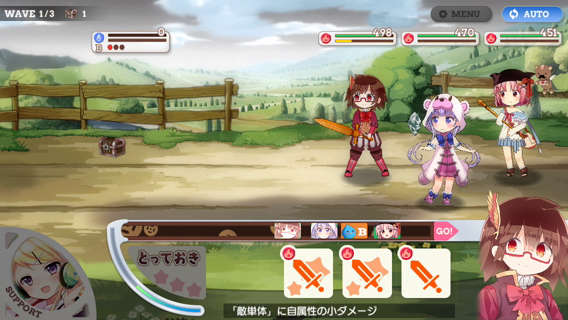 WAVE 1/3
1
MENU
AUTO
0
B
498
470
451
B
GO!
とっておき
SUPPORT
「敵単体」に自属性の小ダメージ